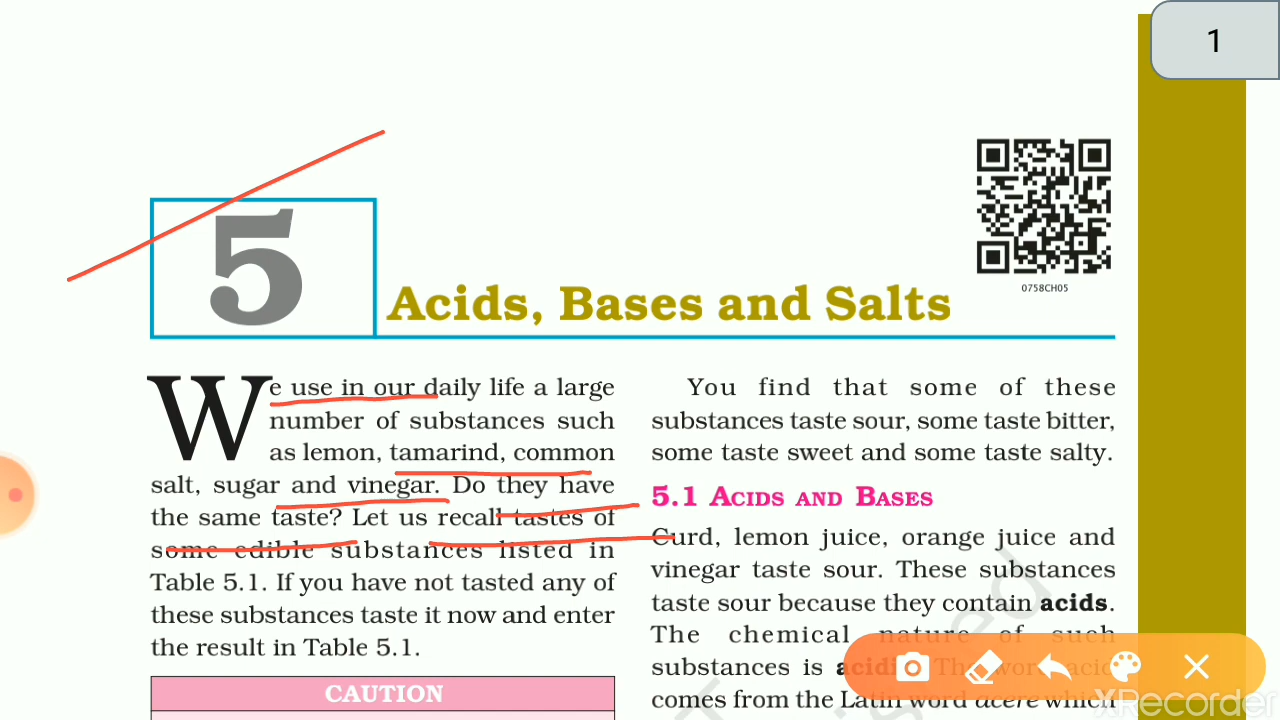 1
0758CH05
5
Acids, Bases and Salts
We use in our daily life a large
number of substances such
as lemon, tamarind, common
salt, sugar and vinegar. Do they have
the same taste? Let us recall tastes of
some edible substances listed in
Table 5.1. If you have not tasted any of
these substances taste it now and enter
the result in Table 5.1.
CAUTION
You find that some of these
substances taste sour, some taste bitter,
some taste sweet and some taste salty.
5.1 ACIDS AND BASES
Curd, lemon juice, orange juice and
vinegar taste sour. These substances
taste sour because they contain acids.
The chemical nature of such
substances is acidic. The word acid
comes from the Latin word acere which
XRecorder